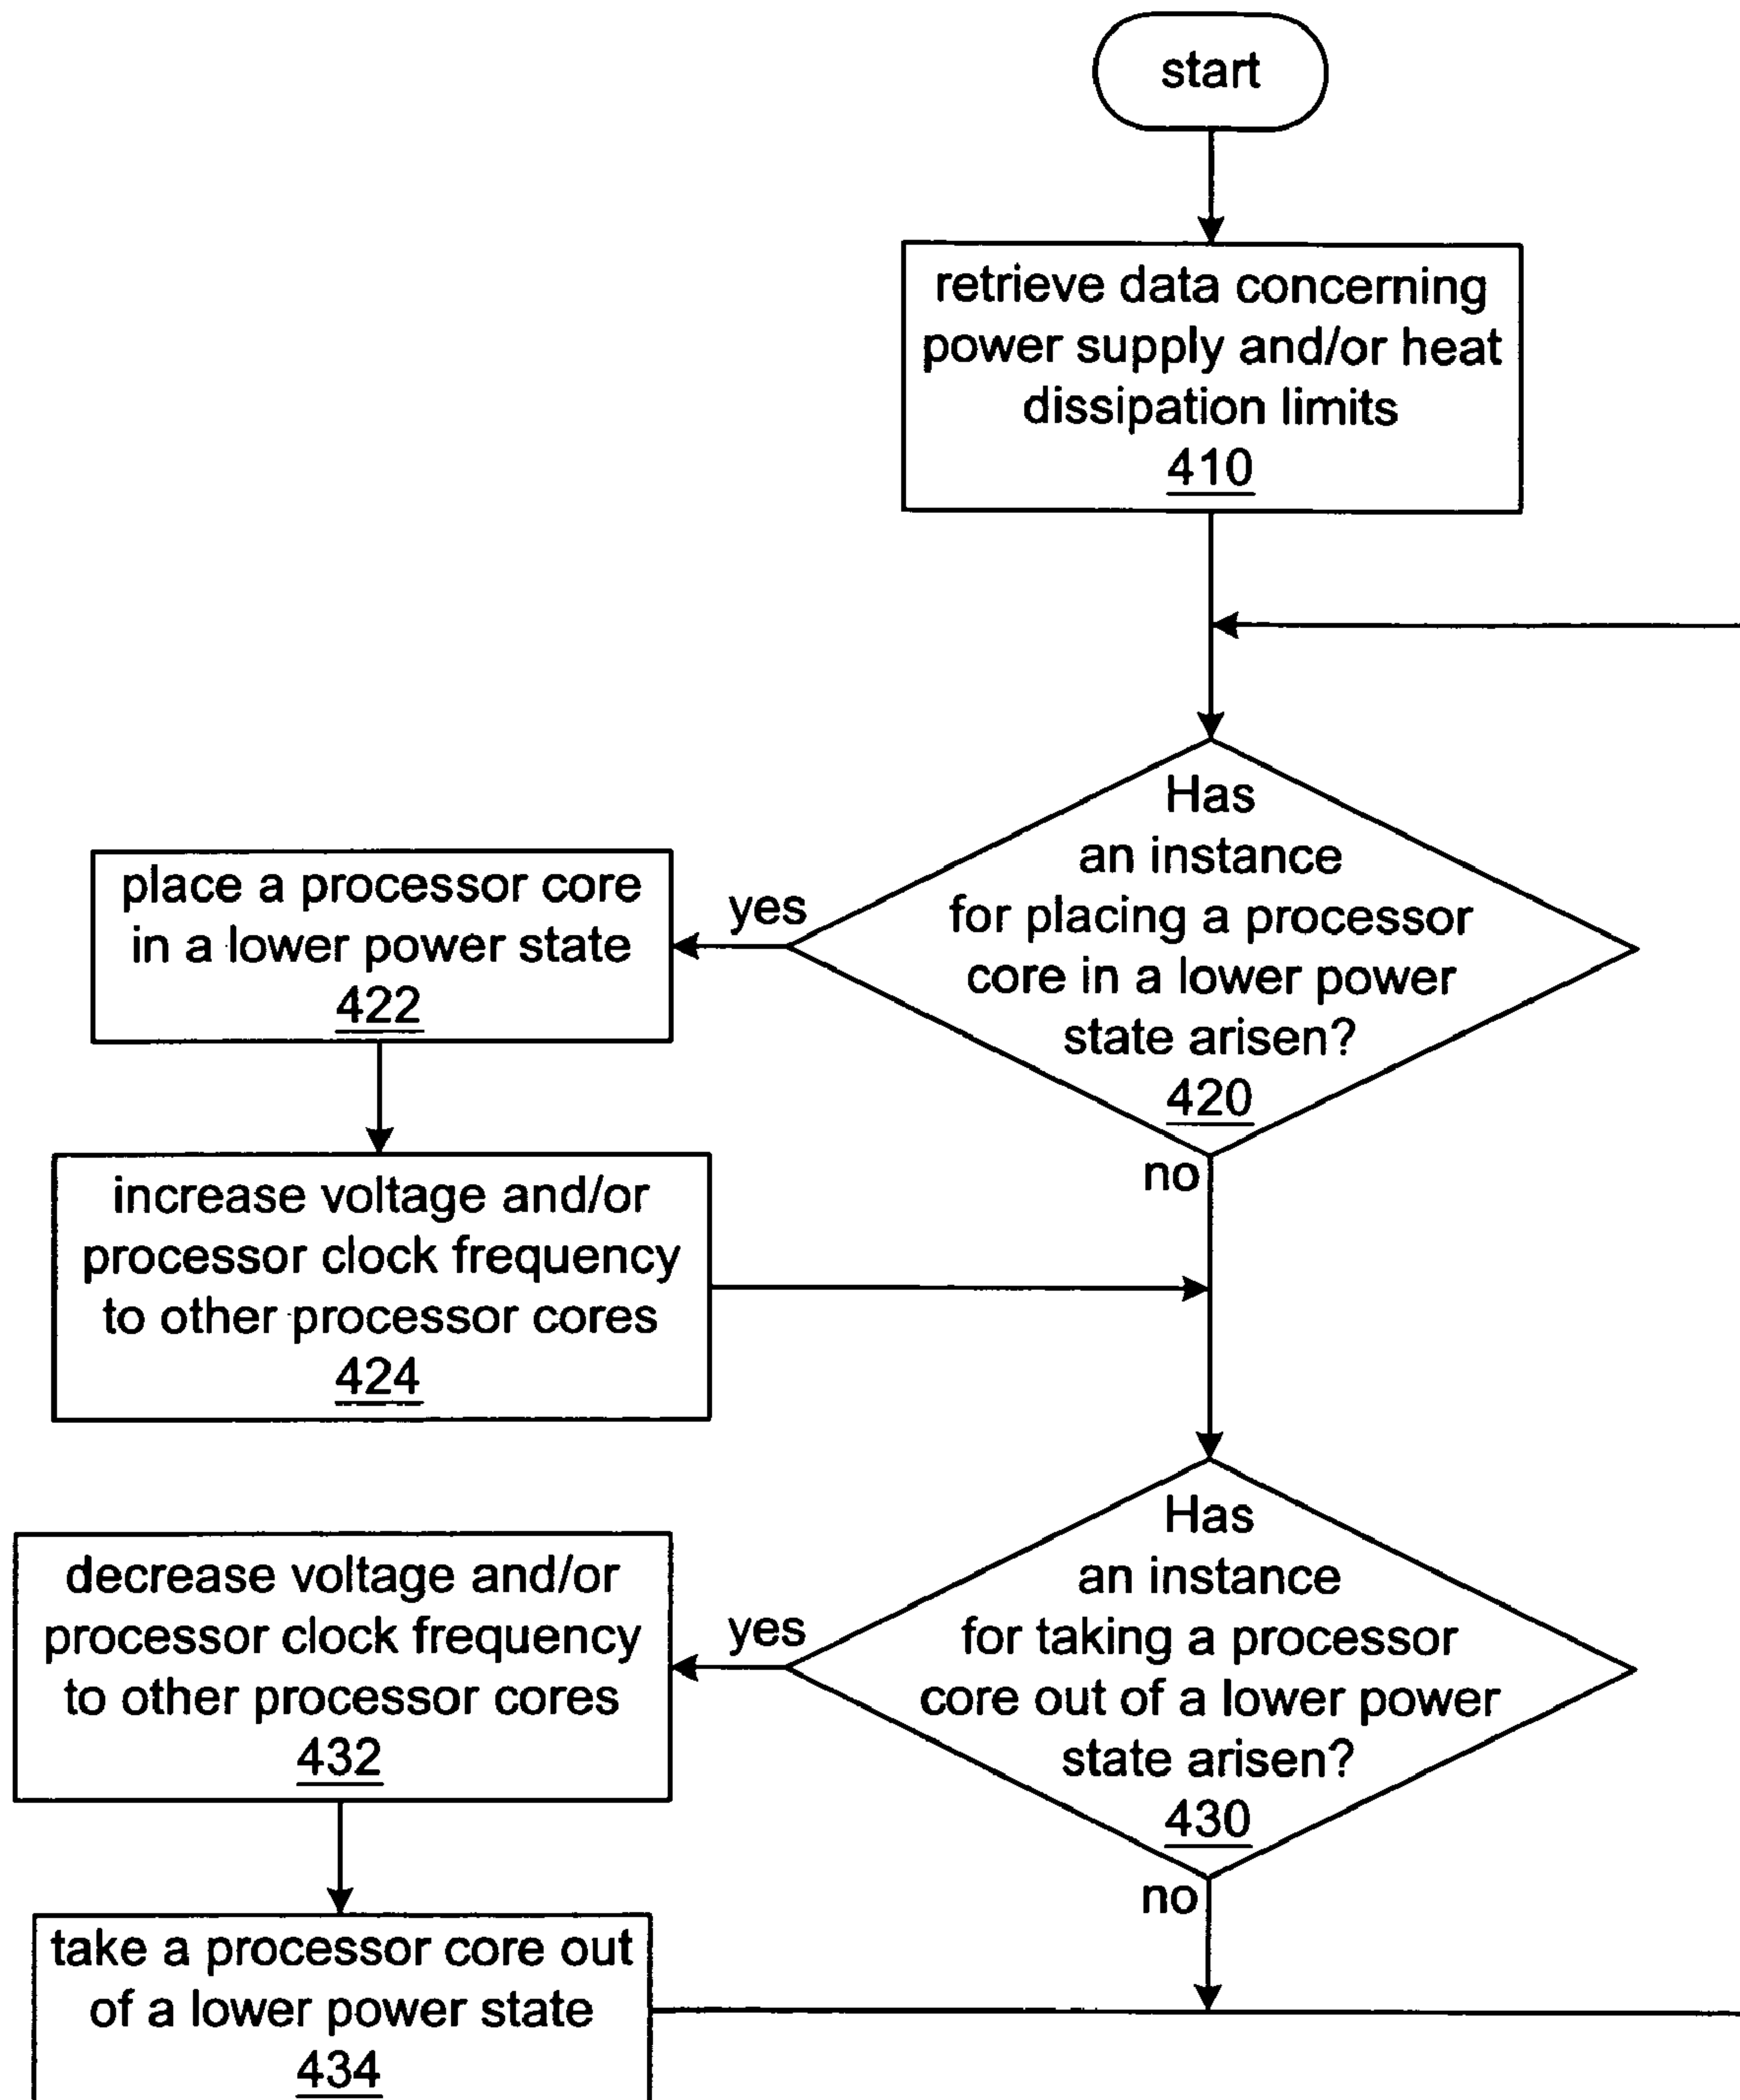 start
retrieve data concerning
power supply and/or heat
dissipation limits
410
Has
an instance
for placing a processor
core in a lower power
state arisen?
420
yes
place a processor core
in a lower power state
422
increase voltage and/or
processor clock frequency
to other processor cores
424
no
Has
an instance
for taking a processor
core out of a lower power
state arisen?
430
yes
decrease voltage and/or
processor clock frequency
to other processor cores
432
take a processor core out
of a lower power state
434
no